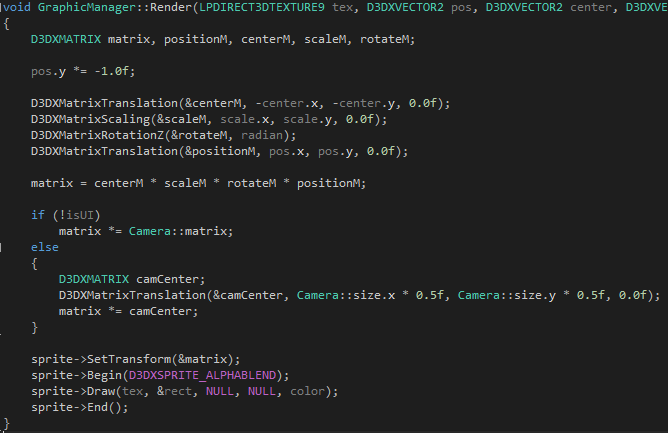 void GraphicManager::Render(LPDIRECT3DTEXTURE9 tex, D3DXVECTOR2 pos, D3DXVECTOR2 center, D3DXVE
{
D3DXMATRIX matrix, positionM, centerM, scaleM, rotateM;
pos.y *= -1.0f;
D3DXMatrixTranslation(&centerM, -center.x, -center.y, 0.0f);
D3DXMatrixScaling(&scaleM, scale.x, scale.y, 0.0f);
D3DXMatrixRotationZ(&rotateM, radian);
D3DXMatrixTranslation(&positionM, pos.x, pos.y, 0.0f);
matrix = centerM * scaleM * rotateM * positionM;
if (!isUI)
matrix *= Camera::matrix;
else
{
D3DXMATRIX camCenter;
D3DXMatrixTranslation(&camCenter, Camera::size.x * 0.5f, Camera::size.y * 0.5f, 0.0f);
matrix *= camCenter;
}
sprite->SetTransform(&matrix);
sprite->Begin(D3DXSPRITE_ALPHABLEND);
sprite->Draw(tex, &rect, NULL, NULL, color);
sprite->End();
}